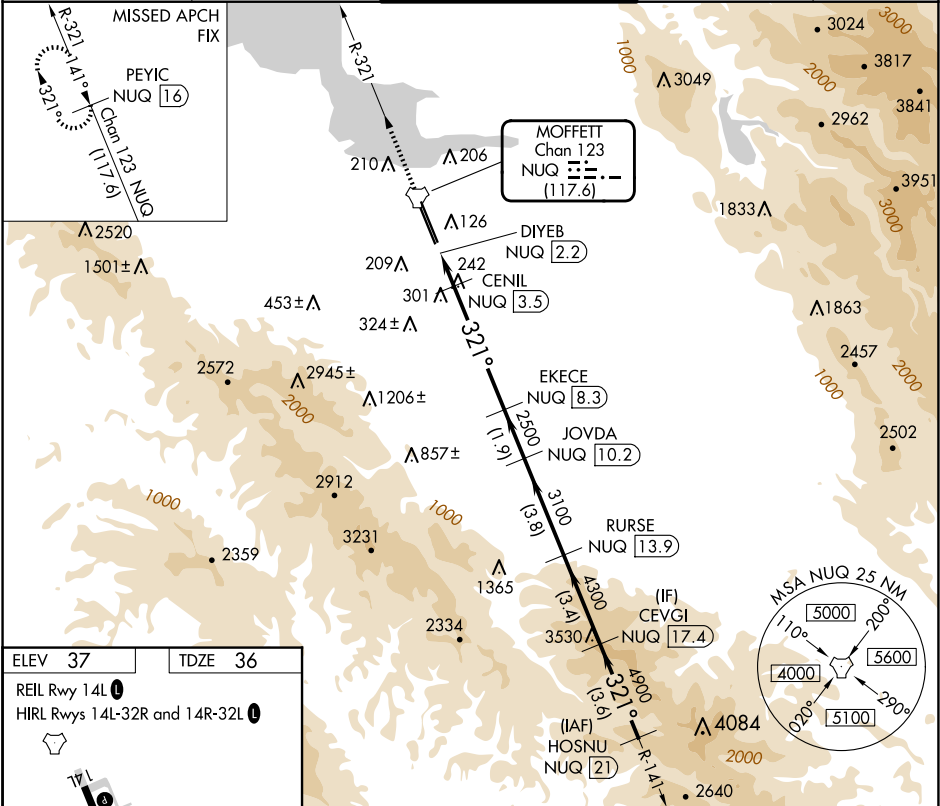 MISSED APCH
FIX
R-321
141°
321°
PEYIC
NUQ 16
Chan 123 NUQ
(117.6)
R-321
3024
3000
3817
1000
3049
2000
3841
2962
MOFFETT
Chan 123
NUQ
(117.6)
210
206
3951
3000
1833
126
2520
DIYEB
NUQ 2.2
1501±
209
242
CENIL
NUQ 3.5
301
453±
324±
1863
321°
2457
2572
2945±
EKECE
NUQ 8.3
2000
1000
2000
1206±
2500
(1.9)
JOVDA
NUQ 10.2
2502
857±
2912
3100
(3.8)
1000
1000
RURSE
NUQ 13.9
3231
2359
1365
4300
(3.4)
(IF)
CEVGI
NUQ 17.4
3530
2334
MSA NUQ 25 NM
5000
110°
200°
5600
4000
020°
290°
5100
4900
321°
(3.6)
(IAF)
HOSNU
NUQ 21
R-141
4084
2000
2640
ELEV 37
TDZE 36
REIL Rwy 14L L
HIRL Rwys 14L-32R and 14R-32L L
14L
P